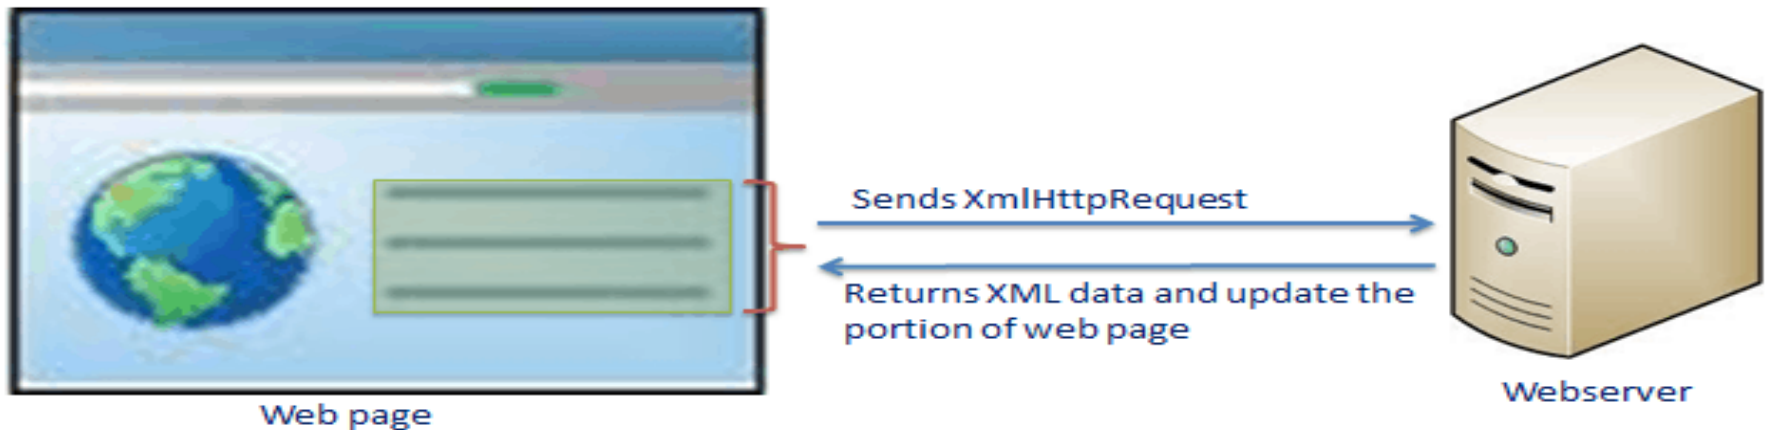 Sends XmlHttpRequest
Returns XML data and update the
portion of web page
Webserver
Web page